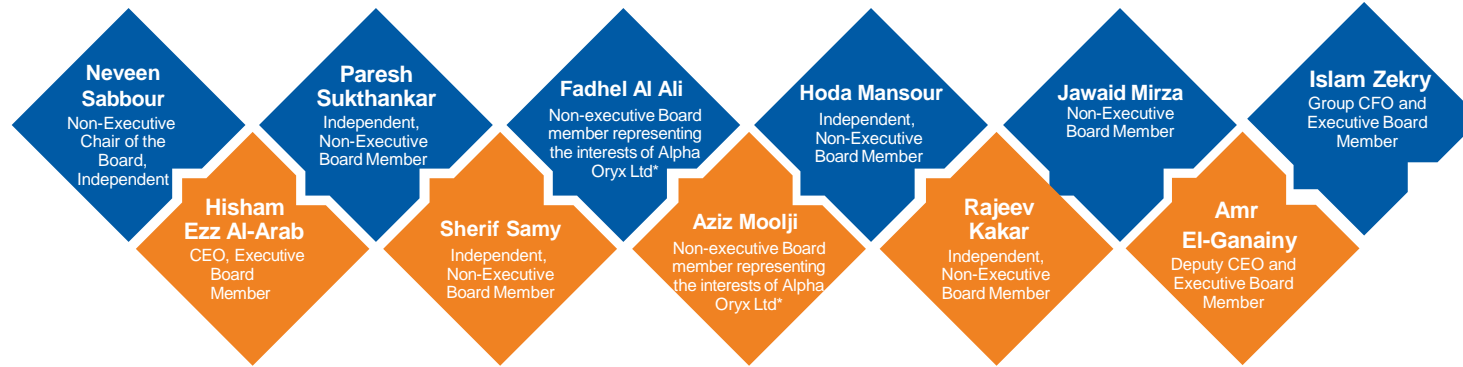 Neveen
Sabbour
Non-Executive
Chair of the
Board,
Independent
Hisham
Ezz Al-Arab
CEO, Executive
Board
Member
Paresh
Sukthankar
Independent,
Non-Executive
Board Member
Sherif Samy
Independent,
Non-Executive
Board Member
Fadhel Al Ali
Non-executive Board
member representing
the interests of Alpha
Oryx Ltd*
Aziz Moolji
Non-executive Board
member representing
the interests of Alpha
Oryx Ltd*
Hoda Mansour
Independent,
Non-Executive
Board Member
Rajeev
Kakar
Independent,
Non-Executive
Board Member
Jawaid Mirza
Non-Executive
Board Member
Amr
El-Ganainy
Deputy CEO and
Executive Board
Member
Islam Zekry
Group CFO and
Executive Board
Member